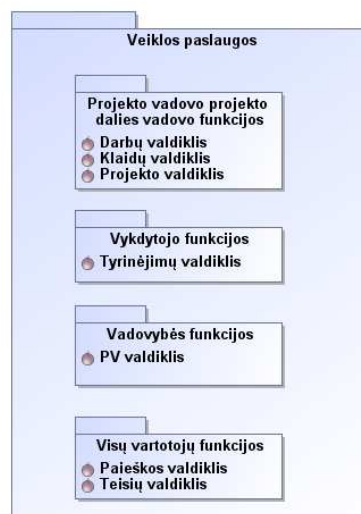 Veiklos paslaugos
Projekto vadovo projekto
dalies vadovo funkcijos
Darbų valdiklis
Klaidų valdiklis
Projekto valdiklis
Vykdytojo funkcijos
Tyrinėjimų valdiklis
Vadovybės funkcijos
PV valdiklis
Visų vartotojų funkcijos
Paieškos valdiklis
Teisių valdiklis